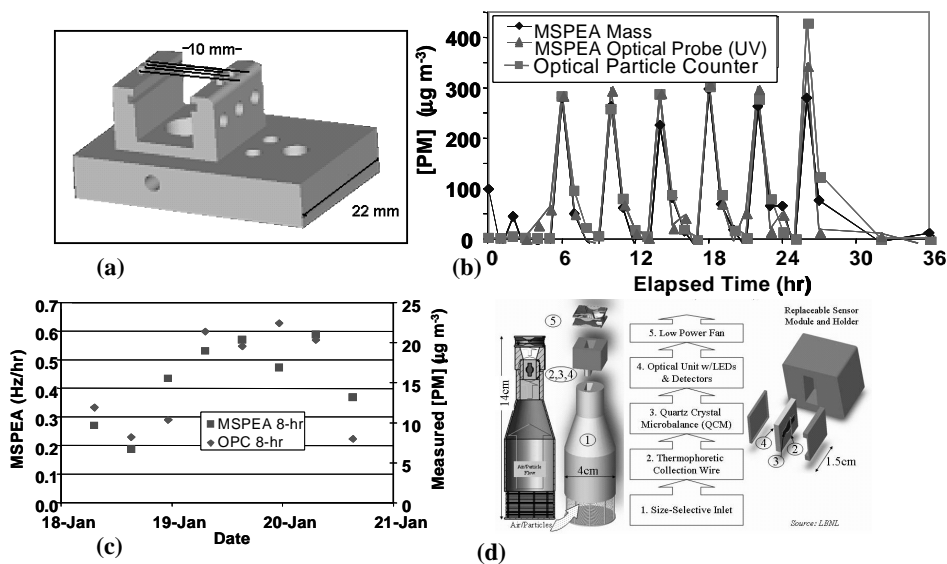 10 mm
22 mm
(a)
MSPEA Mass
MSPEA Optical Probe (UV)
Optical Particle Counter
[PM] (µg m⁻³)
400
300
200
100
0
0 6 12 18 24 30 36
Elapsed Time (hr)
(b)
MSPEA (Hz/hr)
0.7
0.6
0.5
0.4
0.3
0.2
0.1
0.0
MSPEA 8-hr
OPC 8-hr
25
20
15
10
5
0
Measured [PM] (µg m⁻³)
18-Jan 19-Jan 20-Jan 21-Jan
Date
(c)
14cm
5
2,3,4
1
Air/Particle
Flow
4cm
Air/Particles
5. Low Power Fan
4. Optical Unit w/LEDs
& Detectors
3. Quartz Crystal
Microbalance (QCM)
2. Thermophoretic
Collection Wire
1. Size-Selective Inlet
Replaceable Sensor
Module and Holder
4
3
2
1.5cm
Source: LBNL
(d)